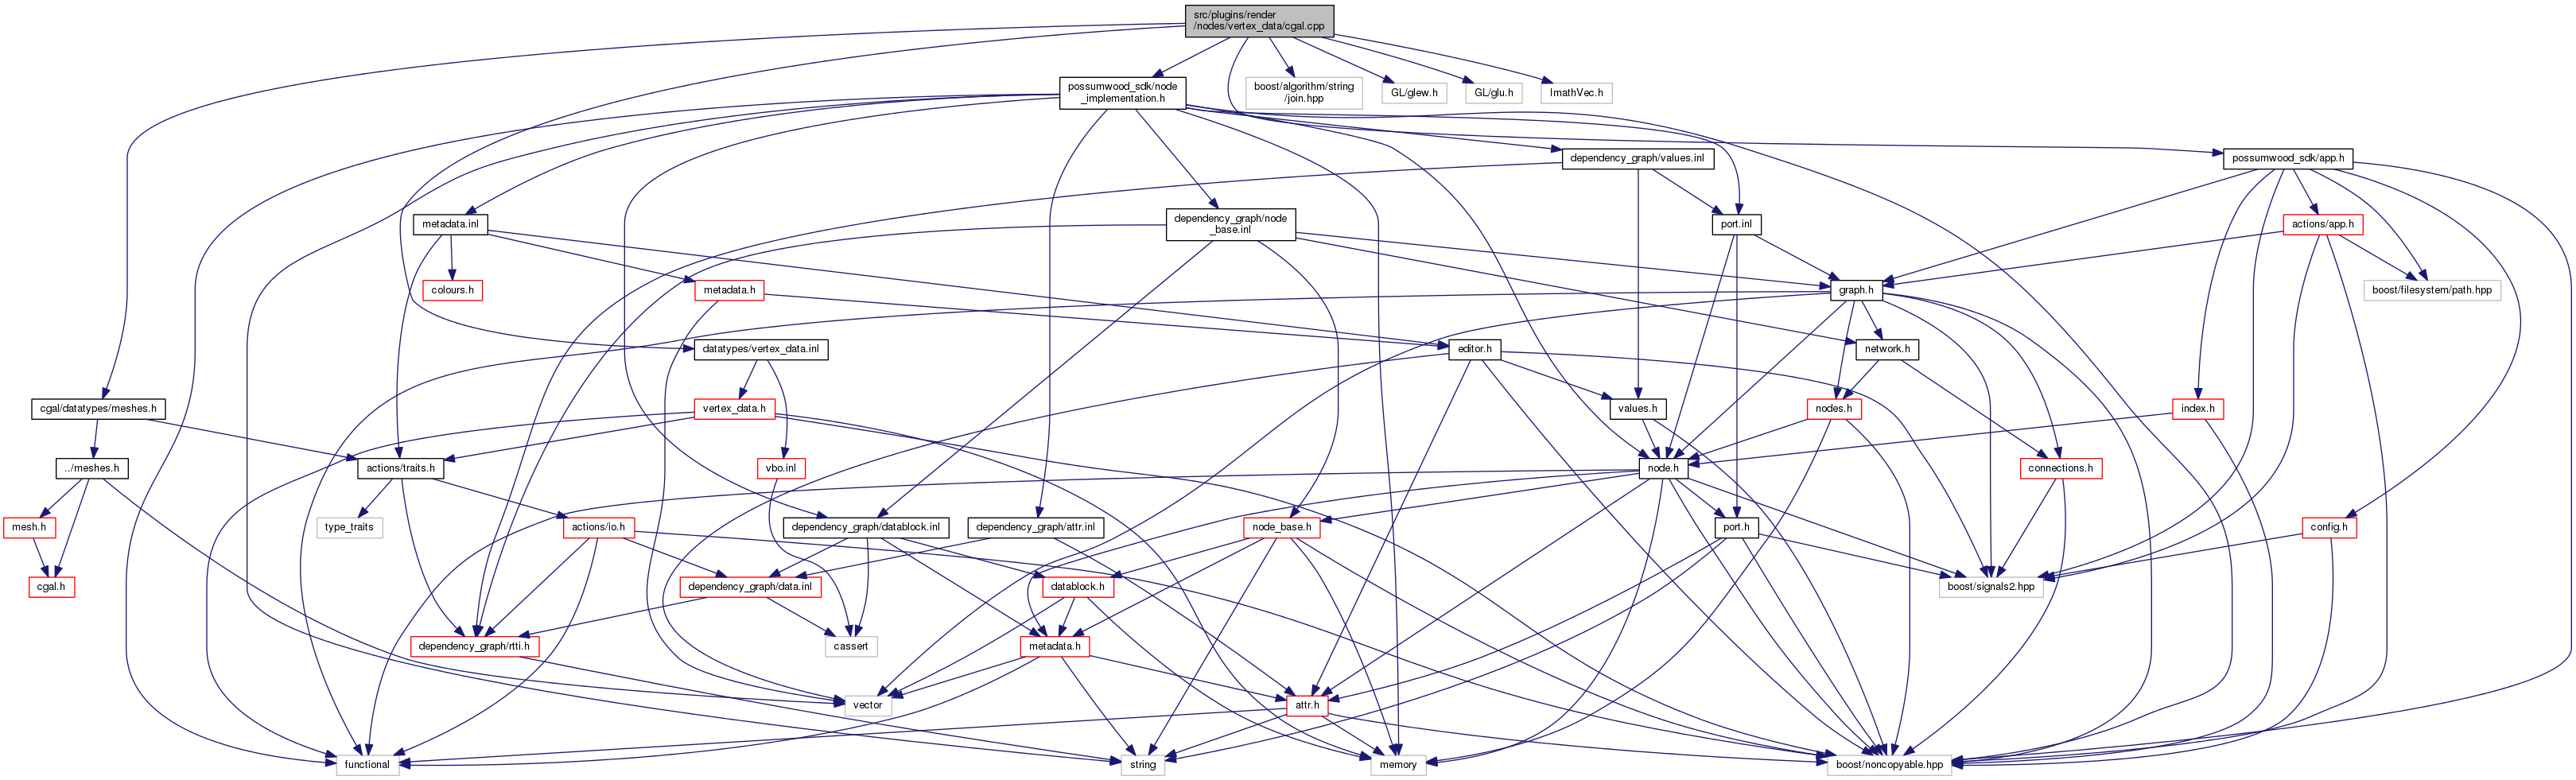 src/plugins/render
/nodes/vertex_data/cgal.cpp
possumwood_sdk/node
_implementation.h
boost/algorithm/string
/join.hpp
GL/glew.h
GL/glu.h
ImathVec.h
dependency_graph/values.inl
possumwood_sdk/app.h
metadata.inl
dependency_graph/node
_base.inl
port.inl
actions/app.h
colours.h
metadata.h
graph.h
boost/filesystem/path.hpp
datatypes/vertex_data.inl
editor.h
network.h
cgal/datatypes/meshes.h
vertex_data.h
values.h
nodes.h
index.h
../meshes.h
actions/traits.h
vbo.inl
node.h
connections.h
mesh.h
type_traits
actions/io.h
dependency_graph/datablock.inl
dependency_graph/attr.inl
node_base.h
port.h
config.h
cgal.h
dependency_graph/data.inl
datablock.h
boost/signals2.hpp
dependency_graph/rtti.h
cassert
metadata.h
vector
attr.h
functional
string
memory
boost/noncopyable.hpp